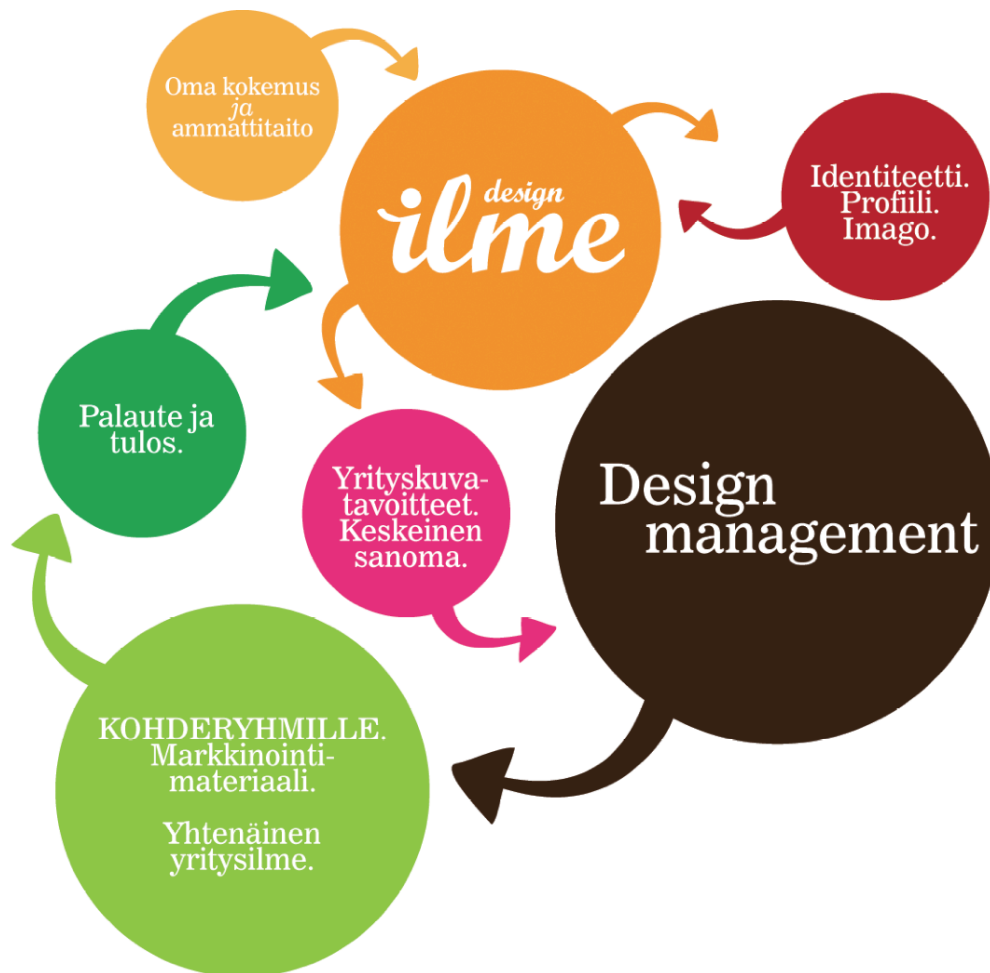 Oma kokemus
ja
ammattitaito
design
ilme
Identiteetti.
Profiili.
Imago.
Palaute ja
tulos.
Yrityskuva-
tavoitteet.
Keskeinen
sanoma.
Design
management
KOHDERYHMILLE.
Markkinointi-
materiaali.
Yhtenäinen
yritysilme.